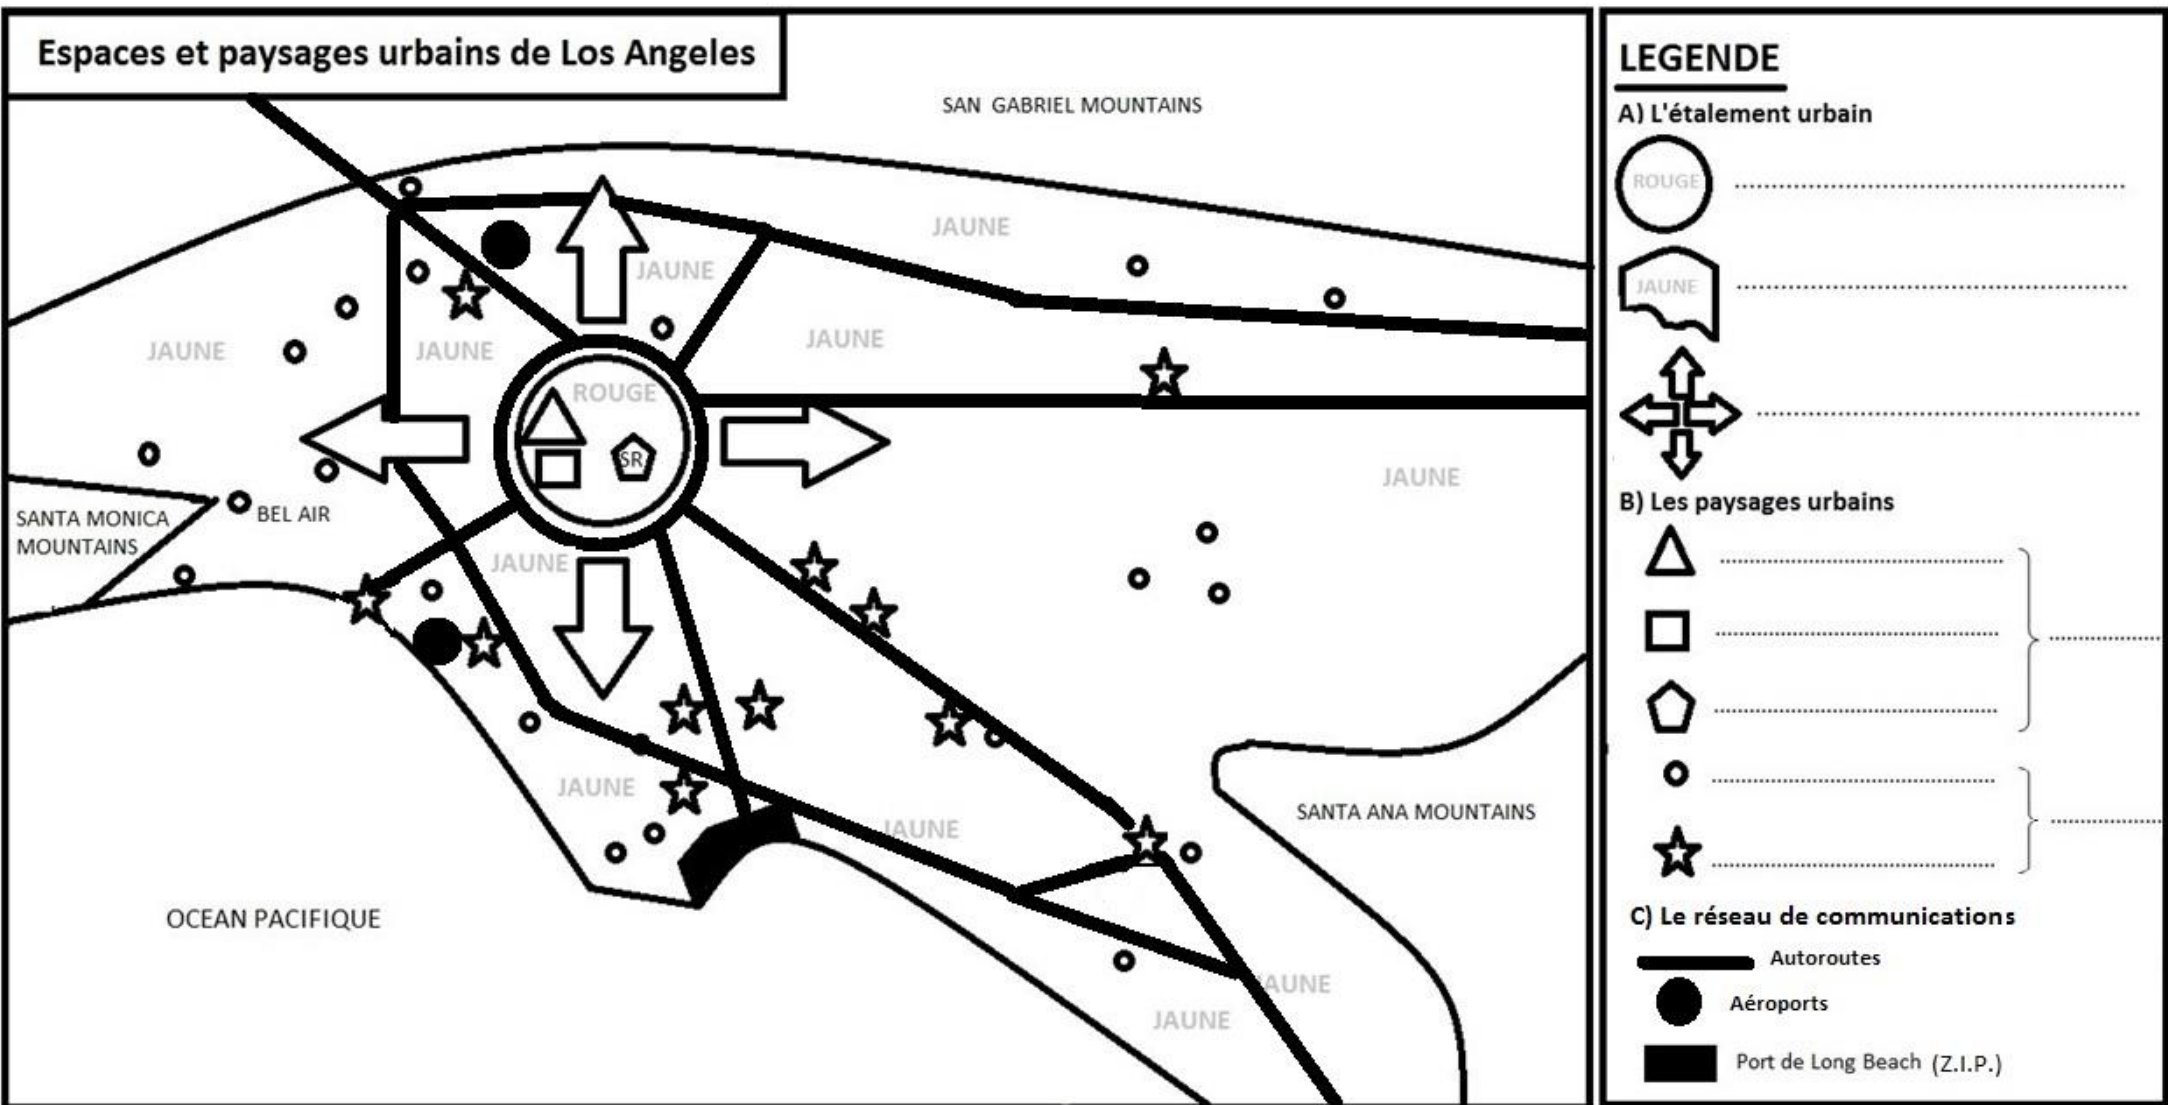 Espaces et paysages urbains de Los Angeles
SAN GABRIEL MOUNTAINS
JAUNE
JAUNE
JAUNE
JAUNE
JAUNE
ROUGE
SR
JAUNE
SANTA MONICA
MOUNTAINS
BEL AIR
JAUNE
JAUNE
JAUNE
SANTA ANA MOUNTAINS
OCEAN PACIFIQUE
JAUNE
JAUNE
LEGENDE
A) L'étalement urbain
ROUGE ..........
JAUNE ..........
..........
B) Les paysages urbains
..........
..........
..........
..........
..........
..........
..........
C) Le réseau de communications
Autoroutes
Aéroports
Port de Long Beach (Z.I.P.)